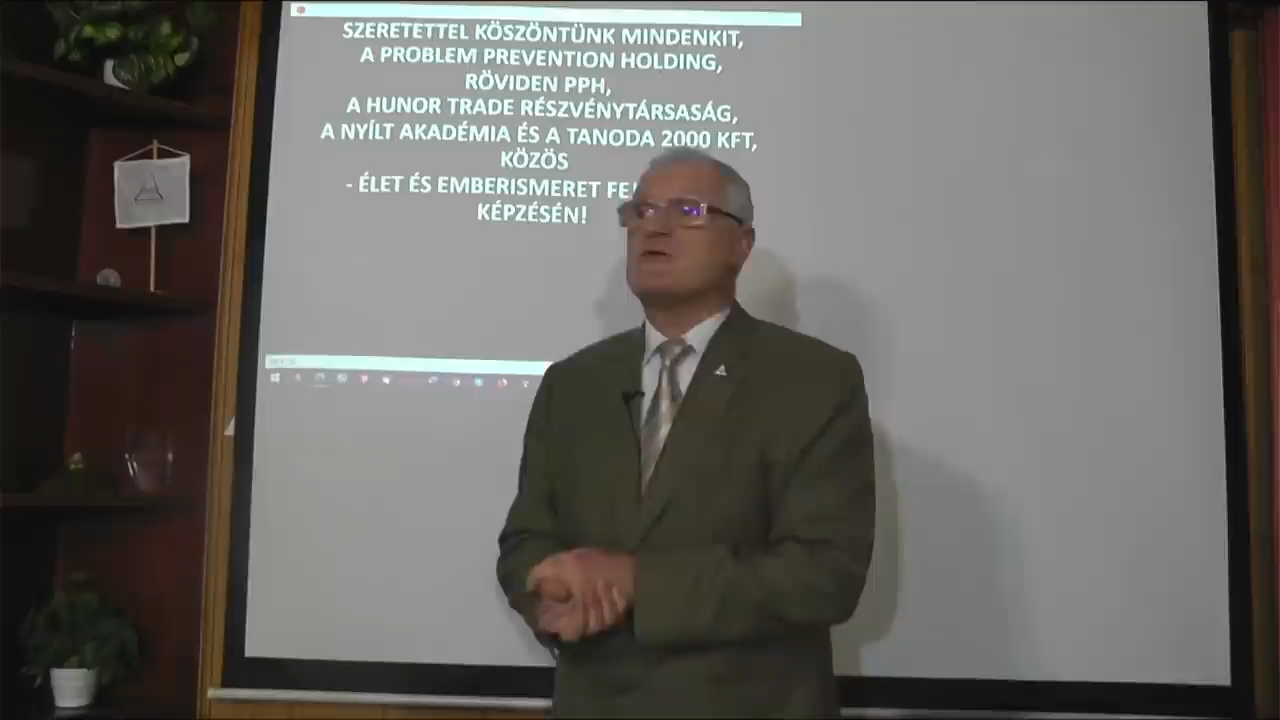 SZERETETTEL KÖSZÖNTÜNK MINDENKIT,
A PROBLEM PREVENTION HOLDING,
RÖVIDEN PPH,
A HUNOR TRADE RÉSZVÉNYTÁRSASÁG,
A NYÍLT AKADÉMIA ÉS A TANODA 2000 KFT,
KÖZÖS
- ÉLET ÉS EMBERISMERET
KÉPZÉSÉN!